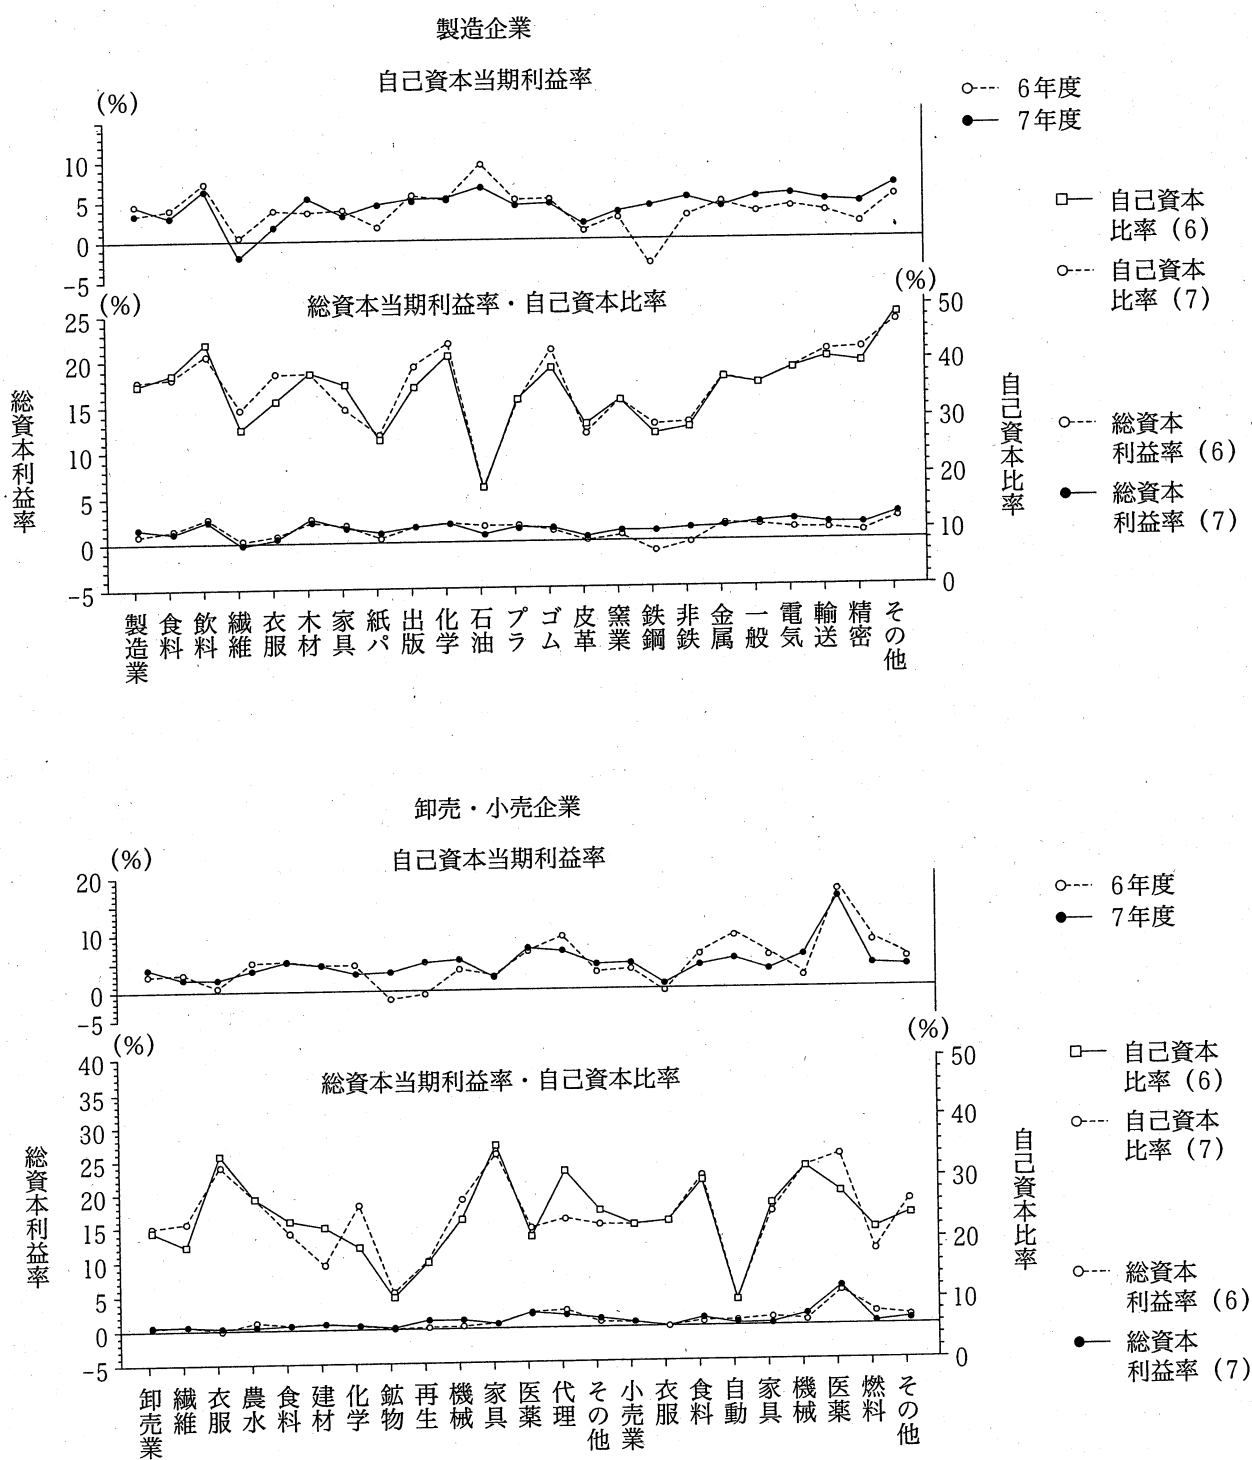 製造企業
自己資本当期利益率
(%)
10
5
0
-5
6年度
7年度
自己資本
比率(6)
自己資本
比率(7)
(%)
(%)
総資本当期利益率・自己資本比率
25
20
15
10
5
0
-5
50
40
30
20
10
0
総資本利益率
自己資本比率
総資本
利益率(6)
総資本
利益率(7)
製造業
食料
飲料
繊維
衣服
木材
家具
紙パ
出版
化学
石油
プラ
ゴム
皮革
窯業
鉄鋼
非鉄
金属
一般
電気
輸送
精密
その他
卸売・小売企業
自己資本当期利益率
(%)
20
10
0
-5
6年度
7年度
(%)
(%)
総資本当期利益率・自己資本比率
40
35
30
25
20
15
10
5
0
-5
50
40
30
20
10
0
総資本利益率
自己資本比率
自己資本
比率(6)
自己資本
比率(7)
総資本
利益率(6)
総資本
利益率(7)
卸売業
繊維
衣服
農水
食料
建材
化学
鉱物
再生
機械
家具
医薬
代理
その他
小売業
衣服
食料
自動
家具
機械
医薬
燃料
その他